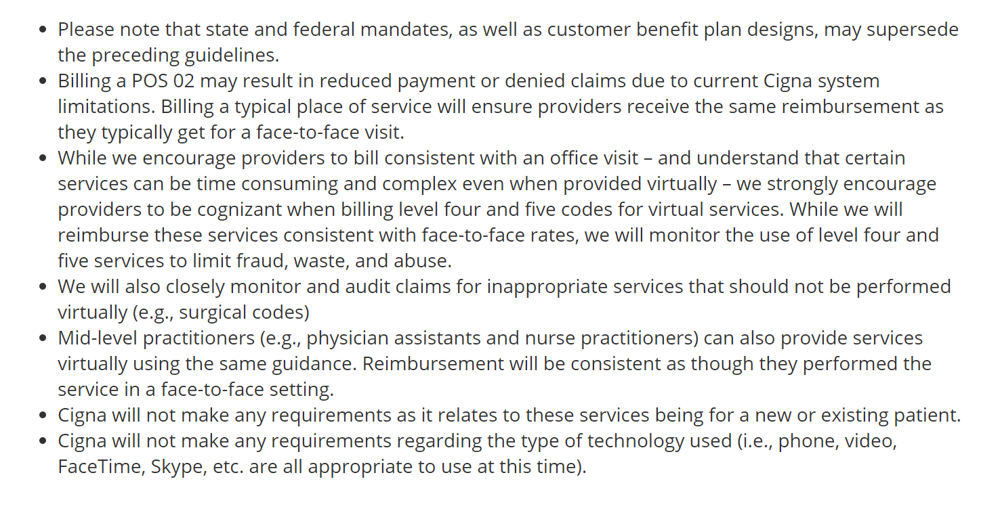 • Please note that state and federal mandates, as well as customer benefit plan designs, may supersede
the preceding guidelines.
• Billing a POS 02 may result in reduced payment or denied claims due to current Cigna system
limitations. Billing a typical place of service will ensure providers receive the same reimbursement as
they typically get for a face-to-face visit.
• While we encourage providers to bill consistent with an office visit – and understand that certain
services can be time consuming and complex even when provided virtually – we strongly encourage
providers to be cognizant when billing level four and five codes for virtual services. While we will
reimburse these services consistent with face-to-face rates, we will monitor the use of level four and
five services to limit fraud, waste, and abuse.
• We will also closely monitor and audit claims for inappropriate services that should not be performed
virtually (e.g., surgical codes)
• Mid-level practitioners (e.g., physician assistants and nurse practitioners) can also provide services
virtually using the same guidance. Reimbursement will be consistent as though they performed the
service in a face-to-face setting.
• Cigna will not make any requirements as it relates to these services being for a new or existing patient.
• Cigna will not make any requirements regarding the type of technology used (i.e., phone, video,
FaceTime, Skype, etc. are all appropriate to use at this time).